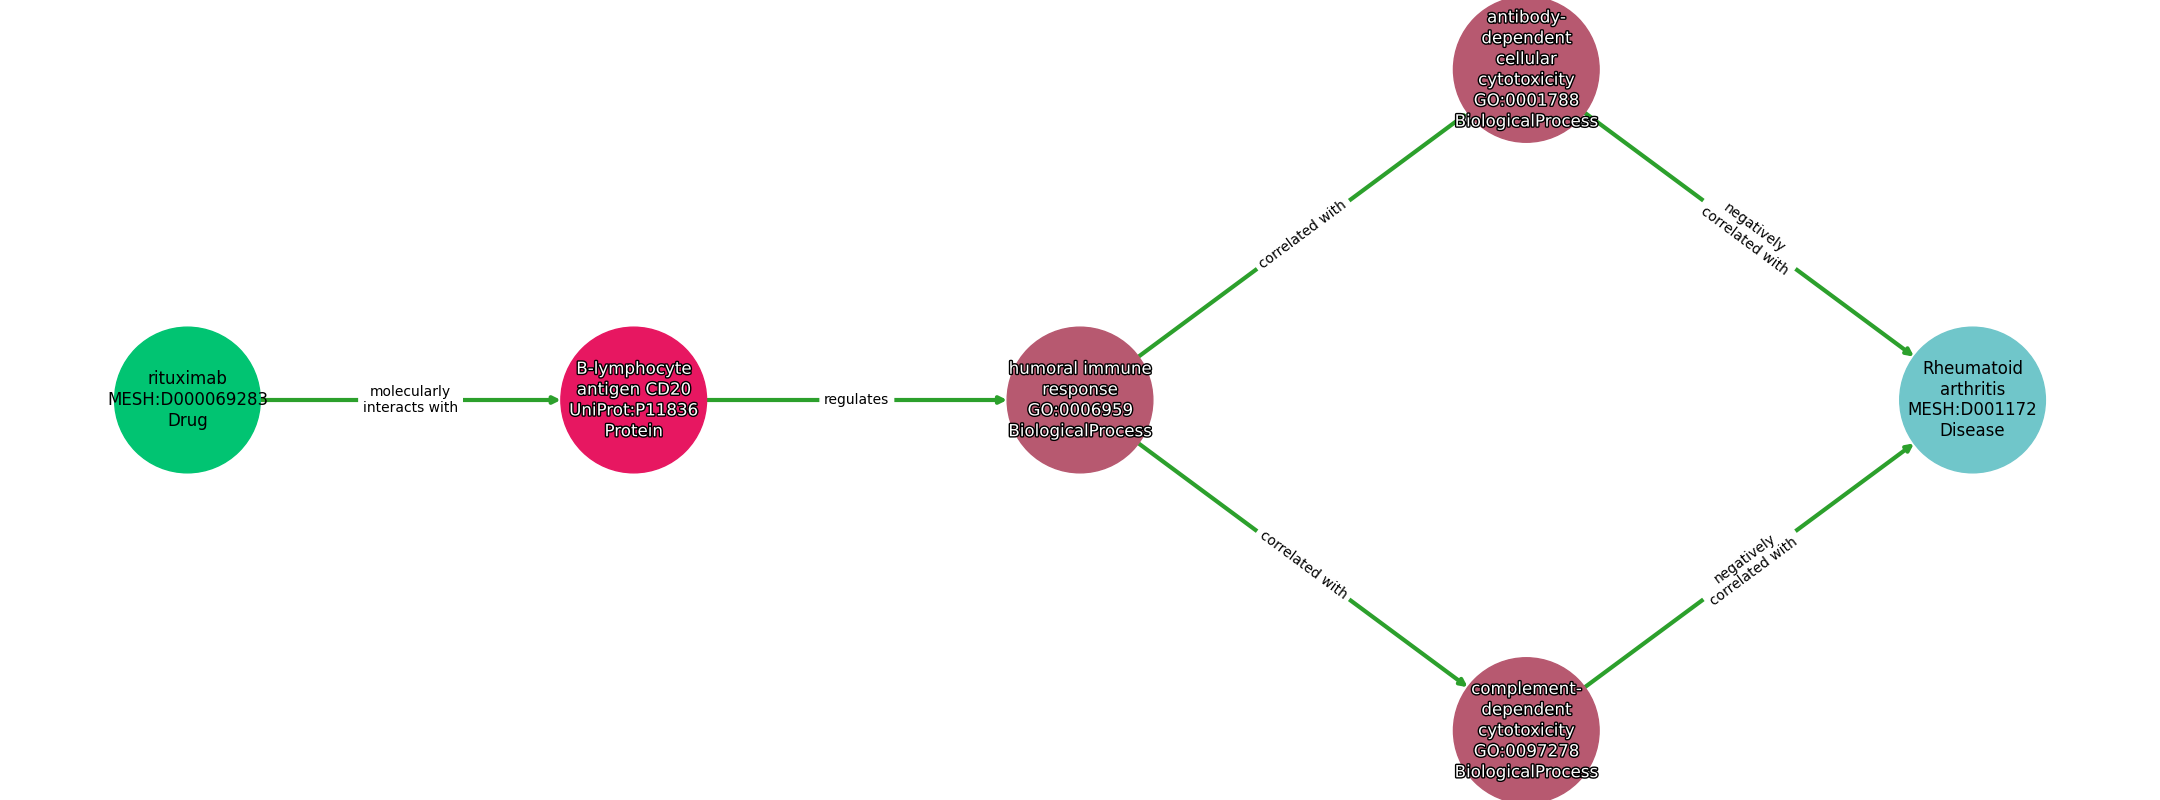 rituximab
MESH:D000069283
Drug
molecularly
interacts with
B-lymphocyte
antigen CD20
UniProt:P11836
Protein
regulates
humoral immune
response
GO:0006959
BiologicalProcess
correlated with
correlated with
antibody-
dependent
cellular
cytotoxicity
GO:0001788
BiologicalProcess
complement-
dependent
cytotoxicity
GO:0097278
BiologicalProcess
negatively
correlated with
negatively
correlated with
Rheumatoid
arthritis
MESH:D001172
Disease